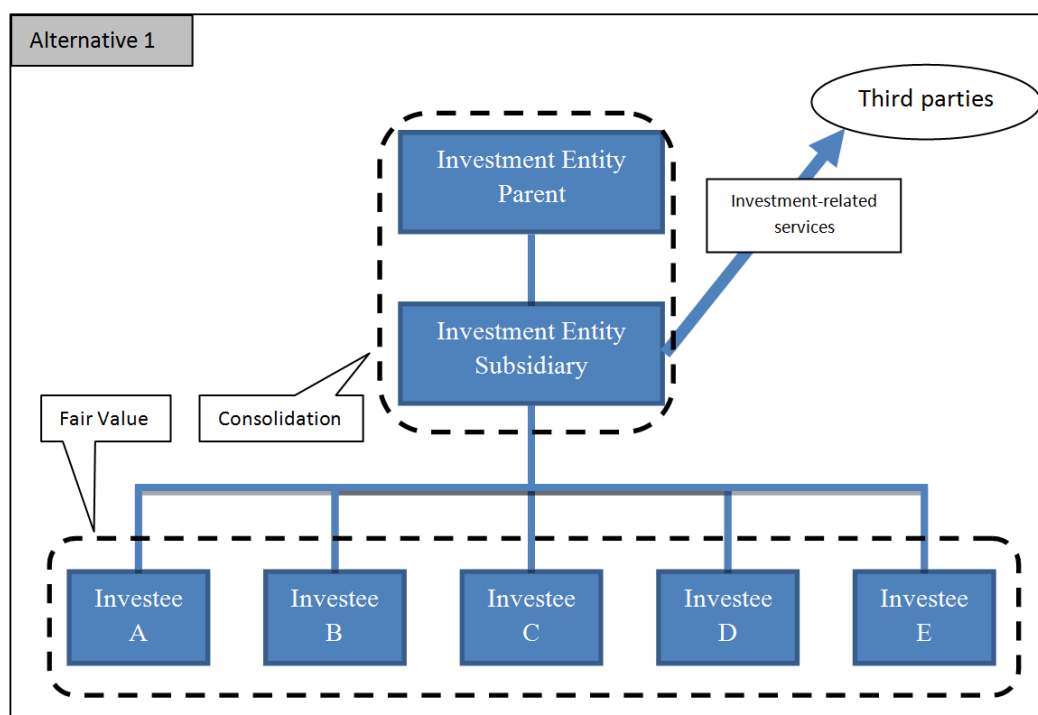 Alternative 1
Third parties
Investment Entity
Parent
Investment-related
services
Investment Entity
Subsidiary
Fair Value
Consolidation
Investee
A
Investee
B
Investee
C
Investee
D
Investee
E